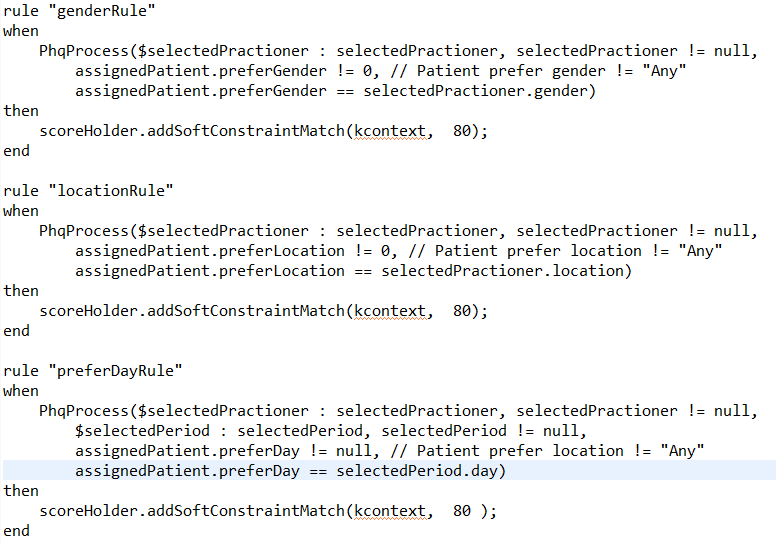 rule "genderRule"
when
    PhqProcess($selectedPractioner : selectedPractioner, selectedPractioner != null,
        assignedPatient.preferGender != 0, // Patient prefer gender != "Any"
        assignedPatient.preferGender == selectedPractioner.gender)
then
    scoreHolder.addSoftConstraintMatch(kcontext,  80);
end

rule "locationRule"
when
    PhqProcess($selectedPractioner : selectedPractioner, selectedPractioner != null,
        assignedPatient.preferLocation != 0, // Patient prefer location != "Any"
        assignedPatient.preferLocation == selectedPractioner.location)
then
    scoreHolder.addSoftConstraintMatch(kcontext,  80);
end

rule "preferDayRule"
when
    PhqProcess($selectedPractioner : selectedPractioner, selectedPractioner != null,
        $selectedPeriod : selectedPeriod, selectedPeriod != null,
        assignedPatient.preferDay != null, // Patient prefer location != "Any"
        assignedPatient.preferDay == selectedPeriod.day)
then
    scoreHolder.addSoftConstraintMatch(kcontext,  80 );
end